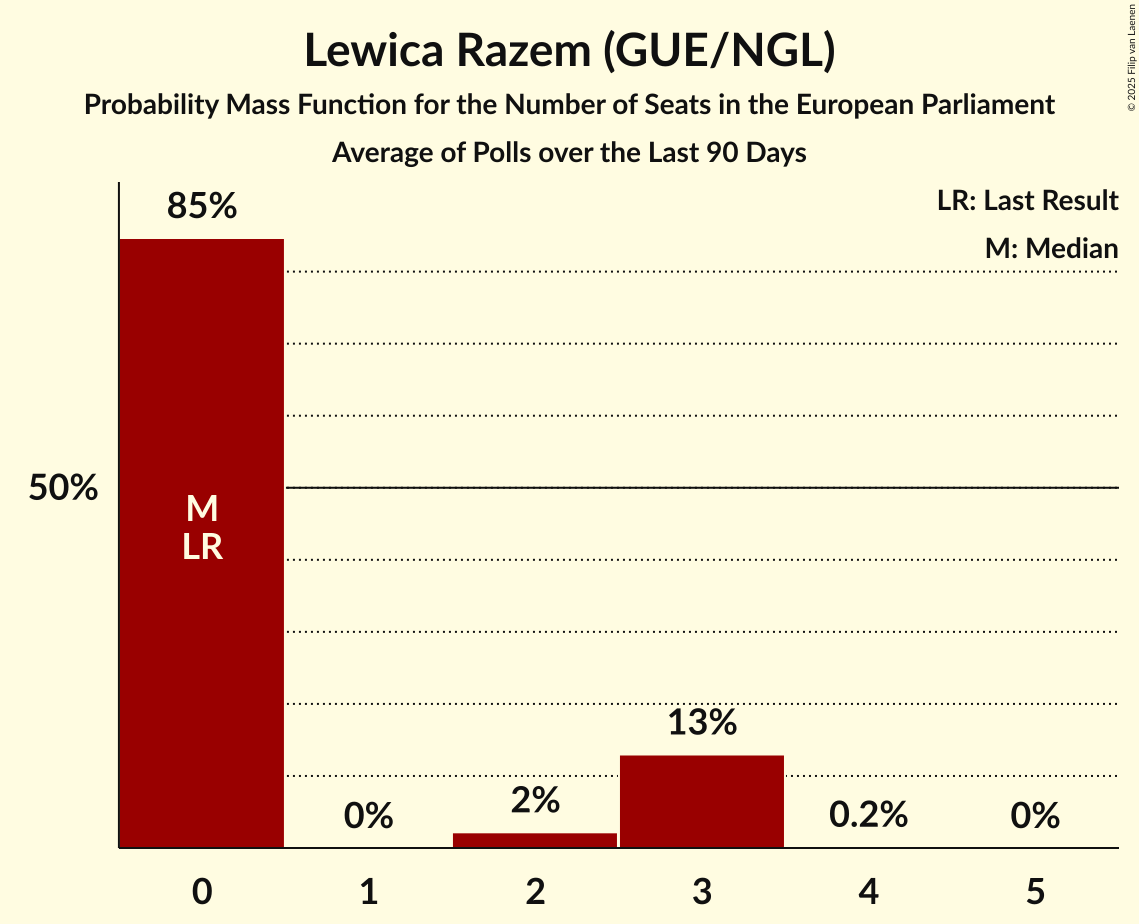 Lewica Razem (GUE/NGL)
Probability Mass Function for the Number of Seats in the European Parliament
Average of Polls over the Last 90 Days
© 2025 Filip van Laenen
LR: Last Result
M: Median
85%
50%
M
LR
0%
2%
13%
0.2%
0%
0 1 2 3 4 5